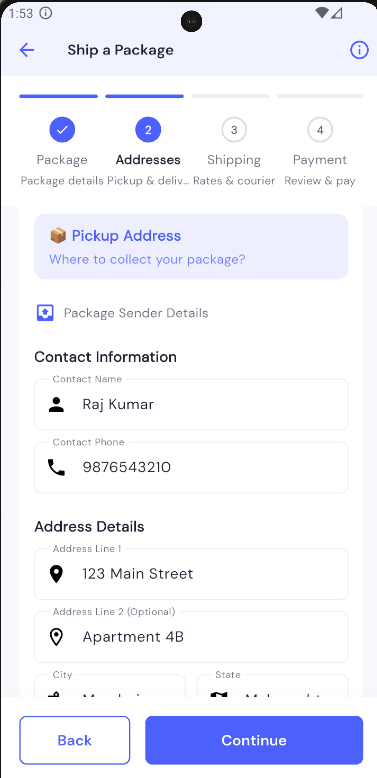 1:53
Ship a Package
2
3
4
Package
Addresses
Shipping
Payment
Package details
Pickup & deliv...
Rates & courier
Review & pay
📦 Pickup Address
Where to collect your package?
Package Sender Details
Contact Information
Contact Name
Raj Kumar
Contact Phone
9876543210
Address Details
Address Line 1
123 Main Street
Address Line 2 (Optional)
Apartment 4B
City
State
Back
Continue